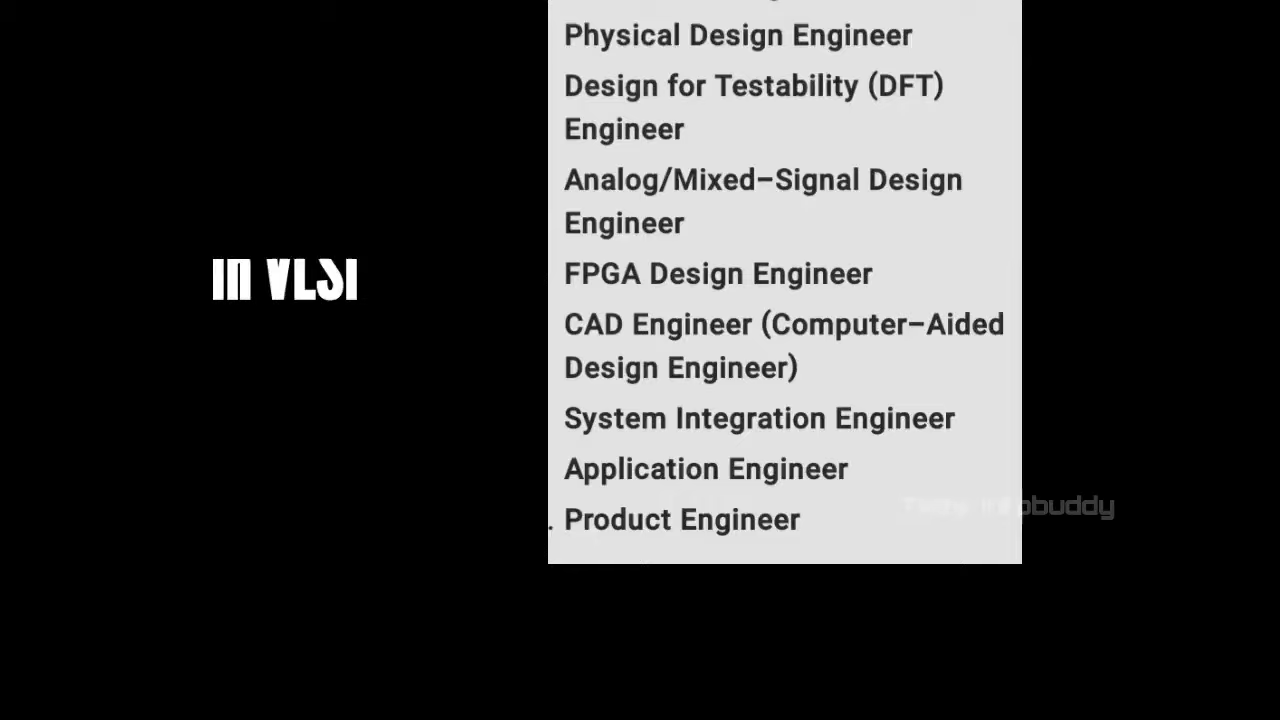 Physical Design Engineer
Design for Testability (DFT)
Engineer
Analog/Mixed–Signal Design
Engineer
In VLSI
FPGA Design Engineer
CAD Engineer (Computer–Aided
Design Engineer)
System Integration Engineer
Application Engineer
. Product Engineer